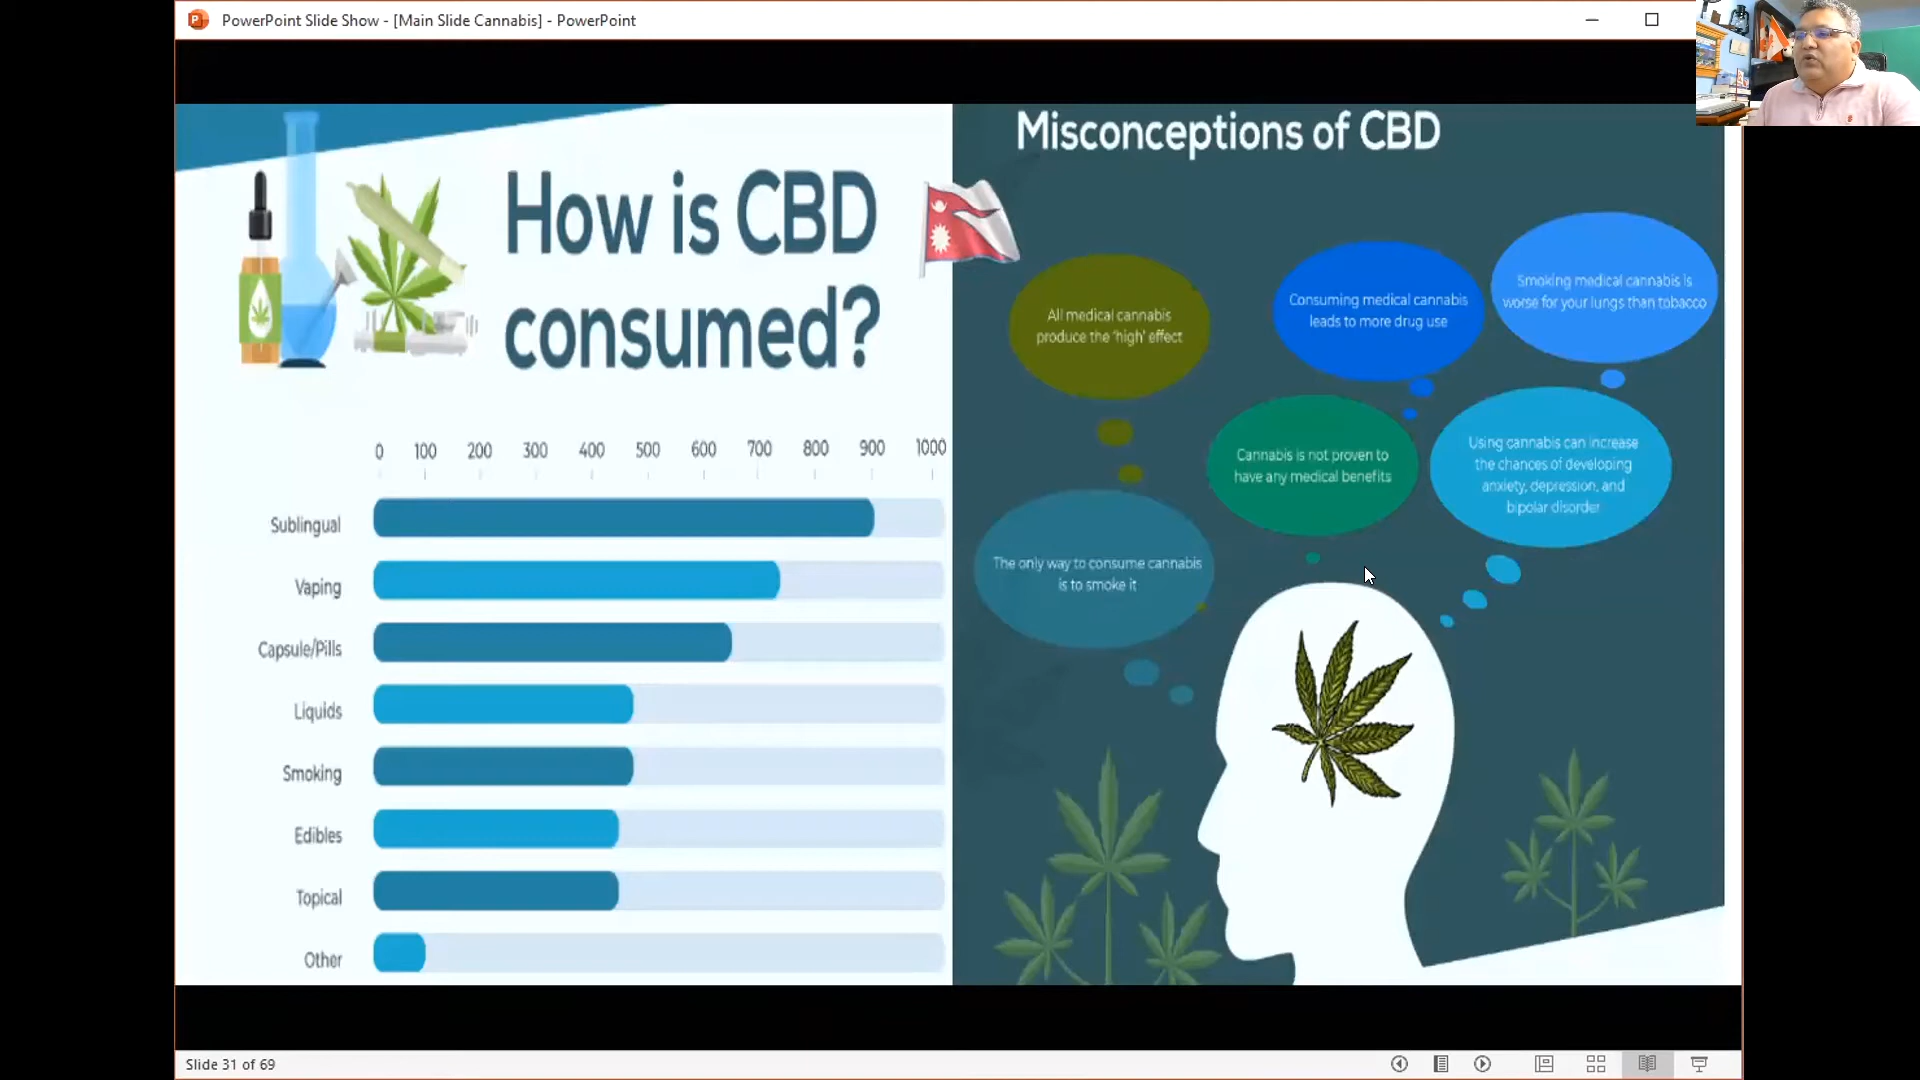 PowerPoint Slide Show - [Main Slide Cannabis] - PowerPoint
How is CBD
consumed?
0 100 200 300 400 500 600 700 800 900 1000
Sublingual
Vaping
Capsule/Pills
Liquids
Smoking
Edibles
Topical
Other
Misconceptions of CBD
All medical cannabis
produce the 'high' effect
Consuming medical cannabis
leads to more drug use
Smoking medical cannabis is
worse for your lungs than tobacco
Cannabis is not proven to
have any medical benefits
Using cannabis can increase
the chances of developing
anxiety, depression, and
bipolar disorder
The only way to consume cannabis
is to smoke it
Slide 31 of 69